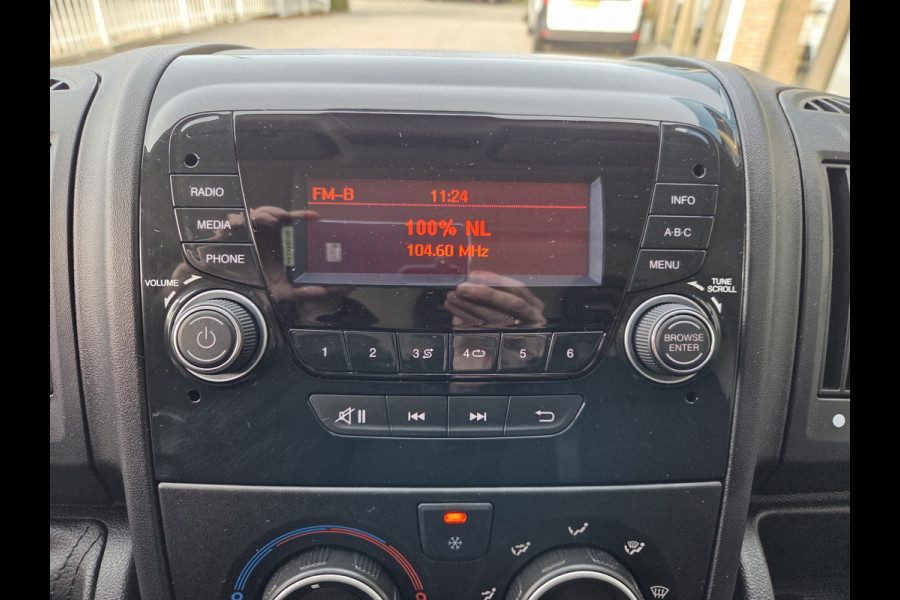 RADIO
MEDIA
PHONE
VOLUME
FM-B 11:24
100% NL
104.60 MHz
INFO
A·B·C
MENU
TUNE
SCROLL
BROWSE
ENTER
1 2 3 4 5 6